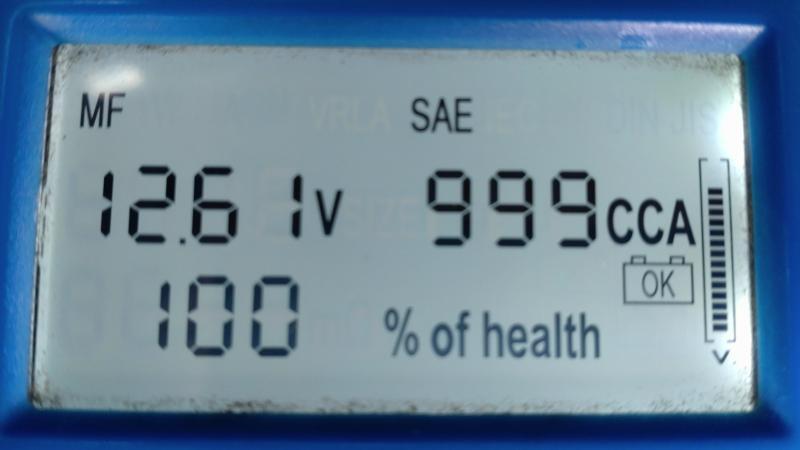 MF SAE
12.61V 999CCA
OK
100 % of health